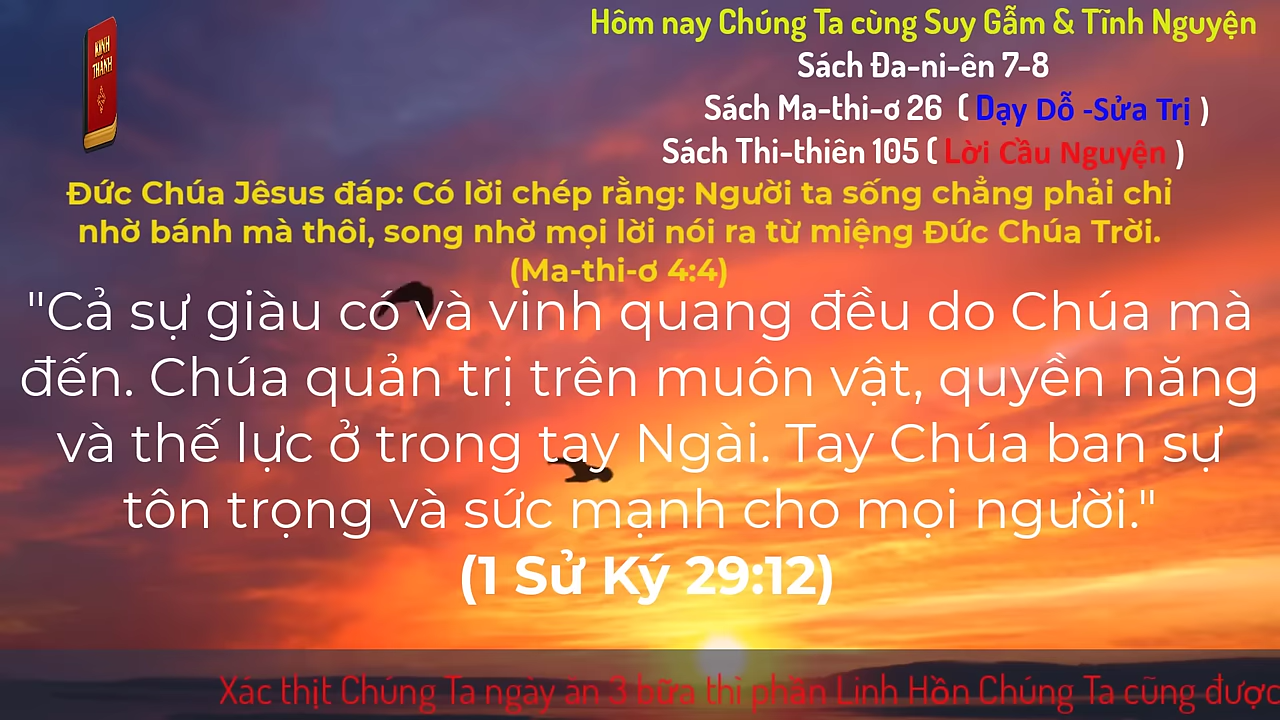 KINH
THÁNH
Hôm nay Chúng Ta cùng Suy Gẫm & Tĩnh Nguyện
Sách Đa-ni-ên 7-8
Sách Ma-thi-ơ 26 ( Dạy Dỗ -Sửa Trị )
Sách Thi-thiên 105 ( Lời Cầu Nguyện )
Đức Chúa Jêsus đáp: Có lời chép rằng: Người ta sống chẳng phải chỉ
nhờ bánh mà thôi, song nhờ mọi lời nói ra từ miệng Đức Chúa Trời.
(Ma-thi-ơ 4:4)
"Cả sự giàu có và vinh quang đều do Chúa mà
đến. Chúa quản trị trên muôn vật, quyền năng
và thế lực ở trong tay Ngài. Tay Chúa ban sự
tôn trọng và sức mạnh cho mọi người."
(1 Sử Ký 29:12)
Xác thịt Chúng Ta ngày ăn 3 bữa thì phần Linh Hồn Chúng Ta cũng được